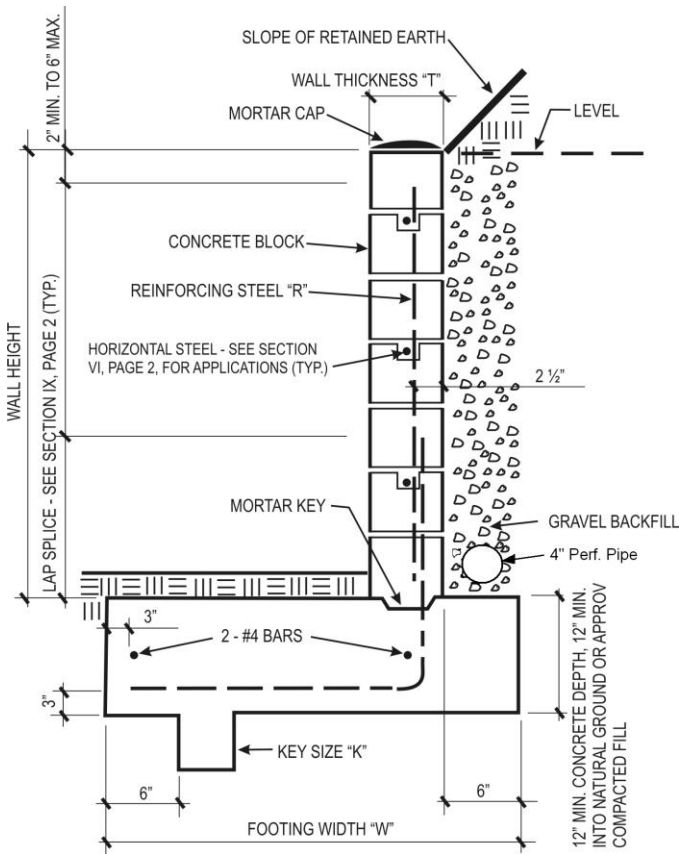 SLOPE OF RETAINED EARTH
WALL THICKNESS “T”
MORTAR CAP
LEVEL
2” MIN. TO 6” MAX.
CONCRETE BLOCK
REINFORCING STEEL “R”
HORIZONTAL STEEL - SEE SECTION
VI, PAGE 2, FOR APPLICATIONS (TYP.)
2 ½”
WALL HEIGHT
LAP SPLICE - SEE SECTION IX, PAGE 2 (TYP.)
MORTAR KEY
GRAVEL BACKFILL
4" Perf. Pipe
3”
2 - #4 BARS
3”
KEY SIZE “K”
6”
6”
FOOTING WIDTH “W”
12” MIN. CONCRETE DEPTH, 12” MIN.
INTO NATURAL GROUND OR APPROV
COMPACTED FILL